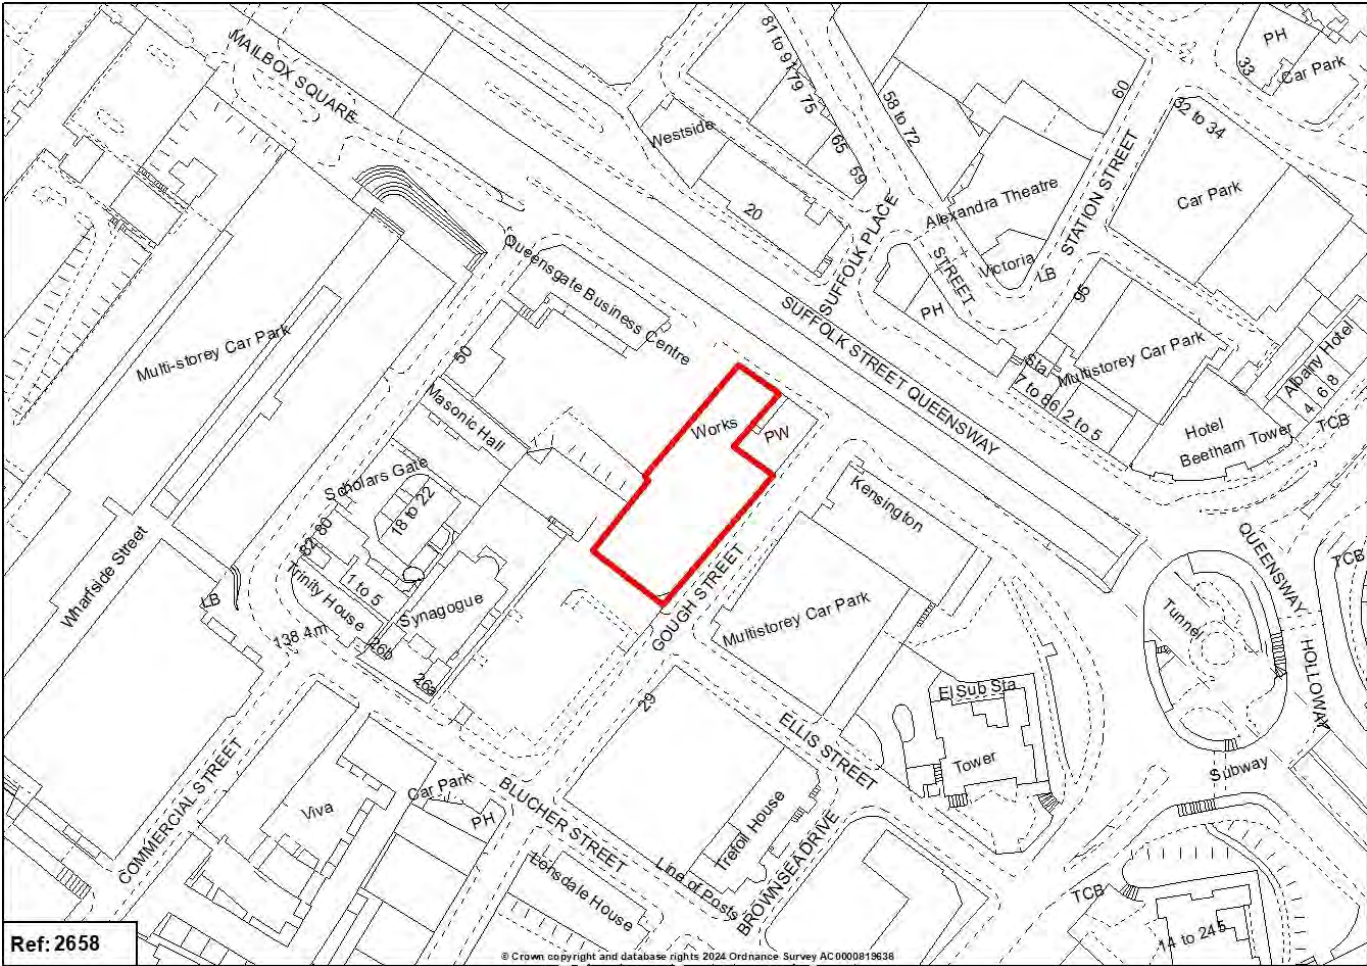 MAILBOX SQUARE
81 to 91
79
75
65
59
58 to 72
60
32 to 34
33
PH
Car Park
Westside
20
SUFFOLK PLACE
Alexandra Theatre
STATION STREET
Car Park
Victoria
LB
STREET
PH
95
Queensgate Business Centre
SUFFOLK STREET QUEENSWAY
Multi-storey Car Park
50
Masonic Hall
Sta
7 to 86
2 to 5
Multistorey Car Park
Albany Hotel
4
6
8
Hotel
Beetham Tower
TCB
Works
PW
Scholars Gate
18 to 22
Kensington
80
82
Wharfside Street
Trinity House
1 to 5
Synagogue
LB
138.4m
26b
26a
GOUGH STREET
Multistorey Car Park
QUEENSWAY
TCB
Tunnel
HOLLOWAY
29
El Sub Sta
ELLIS STREET
Tower
Subway
COMMERCIAL STREET
Viva
Car Park
PH
BLUCHER STREET
Trefoil House
BROWNSEA DRIVE
Lonsdale House
Line of Posts
TCB
14 to 245
Ref: 2658
© Crown copyright and database rights 2024 Ordnance Survey AC0000819636